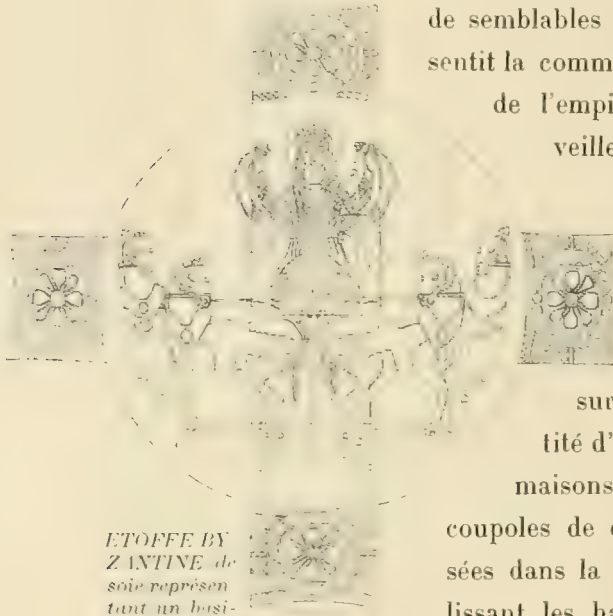 de semblables
sentit la comm
de l'empi
veille
sur
tité d'
maisons
coupoles de
sées dans la
lissant les ba
ETOFFE BY
ZANTINE de
soie représen
tant un basi-